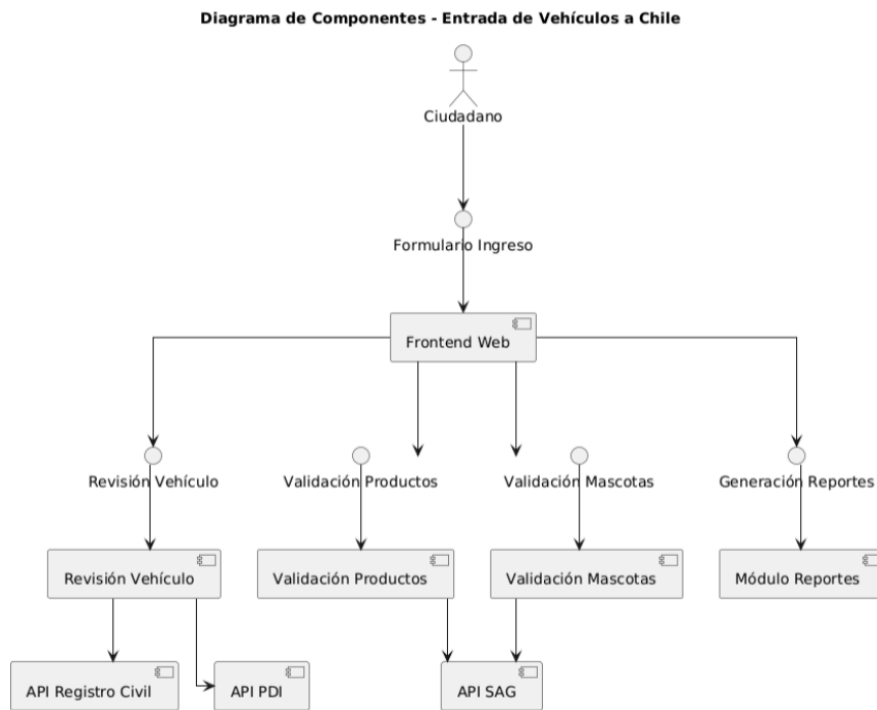 Diagrama de Componentes - Entrada de Vehículos a Chile
Ciudadano
Formulario Ingreso
Frontend Web
Revisión Vehículo
Validación Productos
Validación Mascotas
Generación Reportes
Revisión Vehículo
Validación Productos
Validación Mascotas
Módulo Reportes
API Registro Civil
API PDI
API SAG